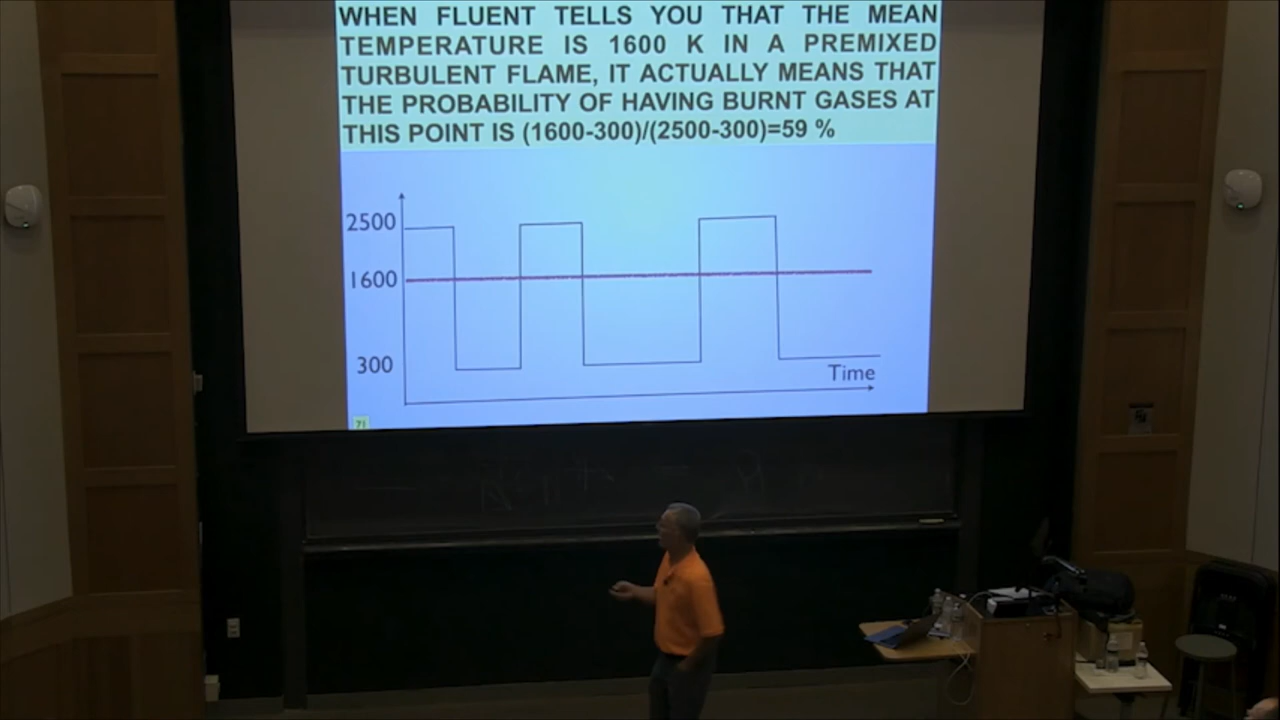 WHEN FLUENT TELLS YOU THAT THE MEAN
TEMPERATURE IS 1600 K IN A PREMIXED
TURBULENT FLAME, IT ACTUALLY MEANS THAT
THE PROBABILITY OF HAVING BURNT GASES AT
THIS POINT IS (1600-300)/(2500-300)=59 %
2500
1600
300
Time
71